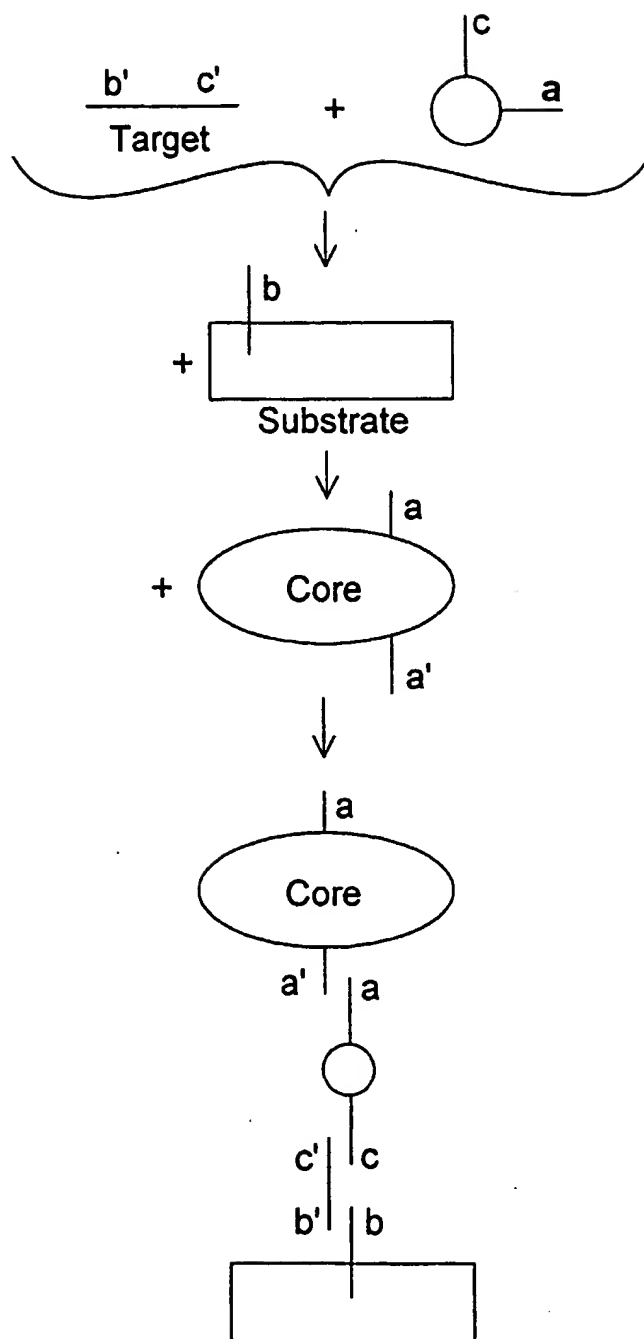 c
b' c' + a
Target
b
+
Substrate
a
+ Core
a'
a
Core
a' a
c' c
b' b